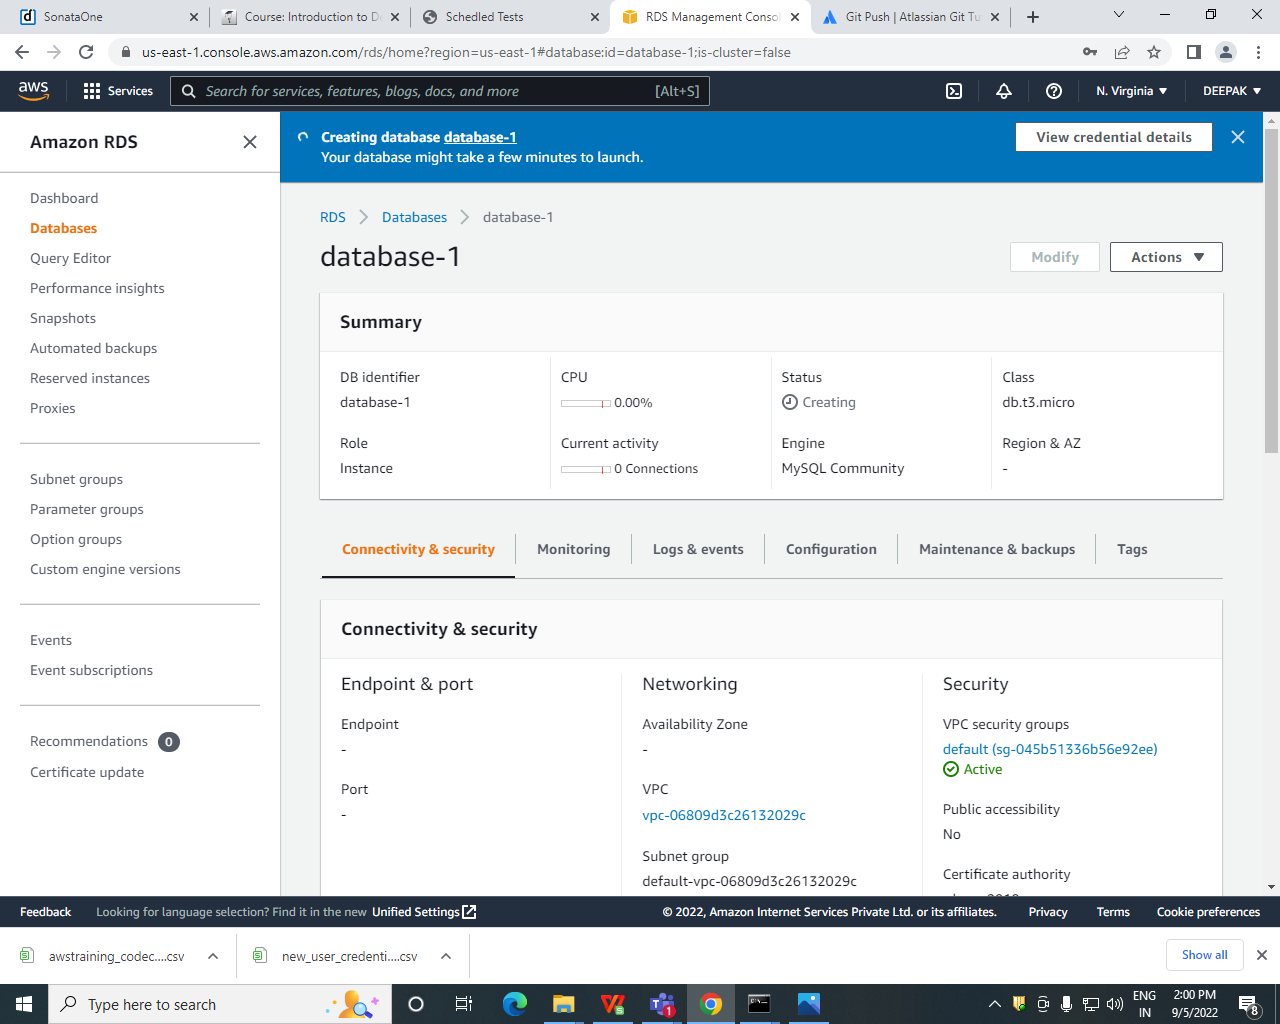 SonataOne
Course: Introduction to D
Schedled Tests
RDS Management Conso
Git Push | Atlassian Git Tu
us-east-1.console.aws.amazon.com/rds/home?region=us-east-1#database:id=database-1;is-cluster=false
aws
Services
Search for services, features, blogs, docs, and more
[Alt+S]
N. Virginia
DEEPAK
Amazon RDS
Dashboard
Databases
Query Editor
Performance insights
Snapshots
Automated backups
Reserved instances
Proxies
Subnet groups
Parameter groups
Option groups
Custom engine versions
Events
Event subscriptions
Recommendations 0
Certificate update
Creating database database-1
Your database might take a few minutes to launch.
View credential details
RDS
Databases
database-1
database-1
Modify
Actions
Summary
DB identifier
database-1
CPU
0.00%
Status
Creating
Class
db.t3.micro
Role
Instance
Current activity
0 Connections
Engine
MySQL Community
Region & AZ
-
Connectivity & security
Monitoring
Logs & events
Configuration
Maintenance & backups
Tags
Connectivity & security
Endpoint & port
Endpoint
-
Port
-
Networking
Availability Zone
-
VPC
vpc-06809d3c26132029c
Subnet group
default-vpc-06809d3c26132029c
Security
VPC security groups
default (sg-045b51336b56e92ee)
Active
Public accessibility
No
Certificate authority
Feedback
Looking for language selection? Find it in the new Unified Settings
© 2022, Amazon Internet Services Private Ltd. or its affiliates.
Privacy
Terms
Cookie preferences
awstraining_codec....csv
new_user_credenti....csv
Show all
Type here to search
1
ENG
IN
2:00 PM
9/5/2022
8